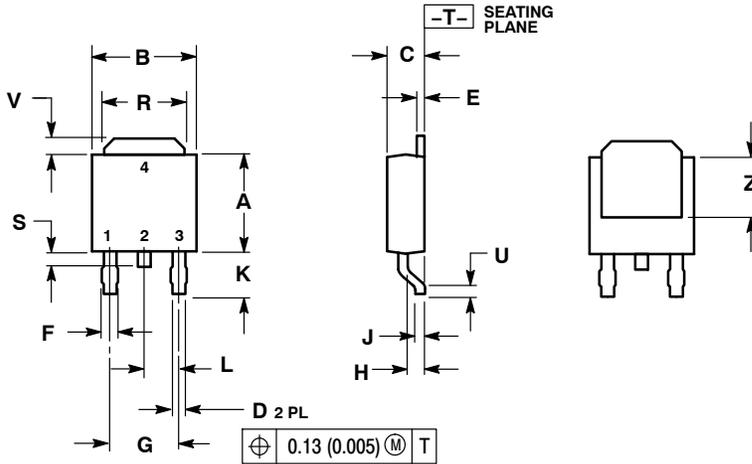 –T– SEATING
PLANE
B
C
V
R
E
4
A
Z
S
1 2 3
K
U
F
J
L
H
D 2 PL
G
⌖ 0.13 (0.005) Ⓜ T